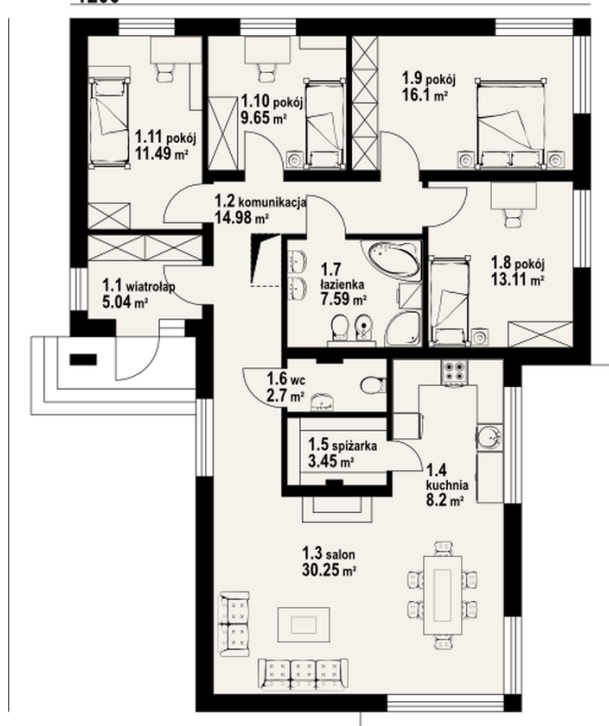 1.9 pokój
16.1 m²
1.10 pokój
9.65 m²
1.11 pokój
11.49 m²
1.2 komunikacja
14.98 m²
1.8 pokój
13.11 m²
1.7
łazienka
7.59 m²
1.1 wiatrołap
5.04 m²
1.6 wc
2.7 m²
1.5 spiżarka
3.45 m²
1.4
kuchnia
8.2 m²
1.3 salon
30.25 m²